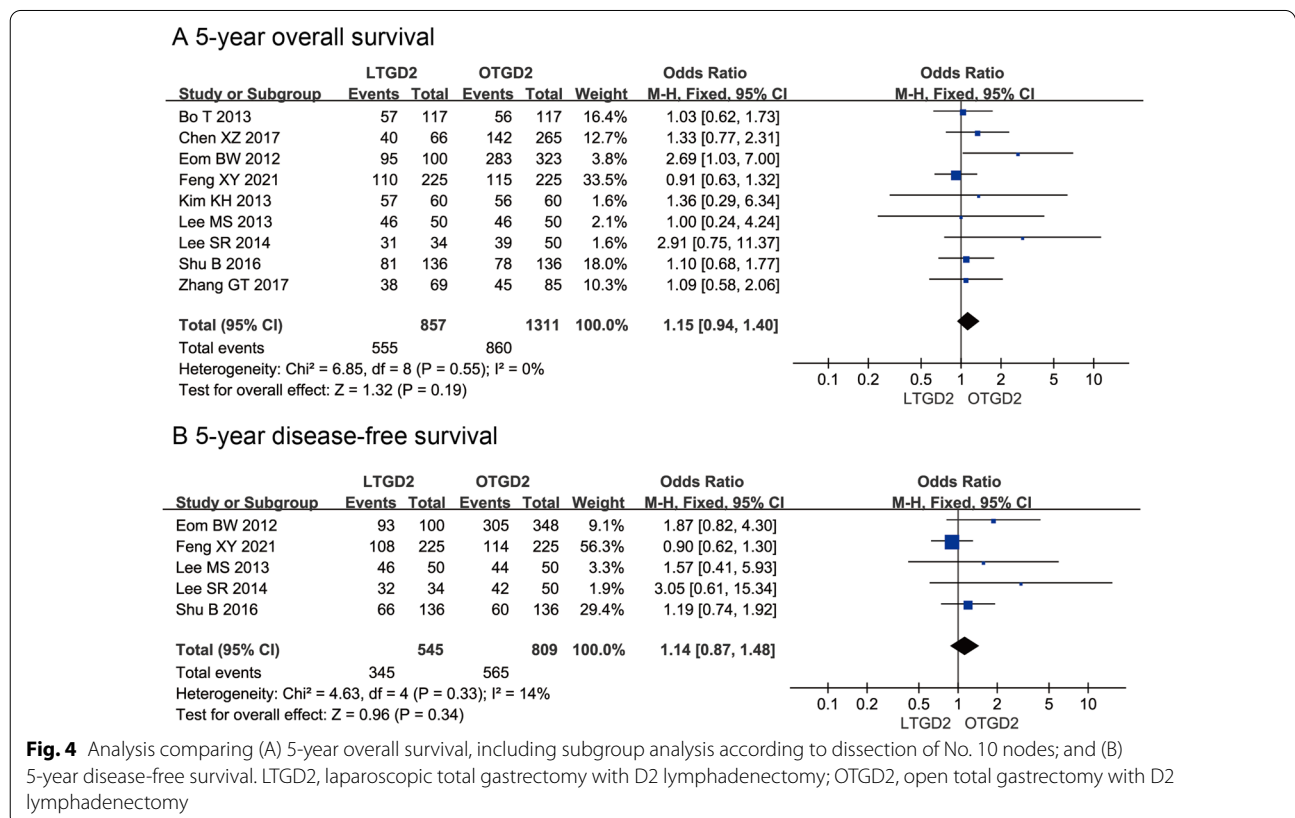 A 5-year overall survival
LTGD2 OTGD2 Odds Ratio Odds Ratio
Study or Subgroup Events Total Events Total Weight M-H, Fixed, 95% CI M-H, Fixed, 95% CI
Bo T 2013 57 117 56 117 16.4% 1.03 [0.62, 1.73]
Chen XZ 2017 40 66 142 265 12.7% 1.33 [0.77, 2.31]
Eom BW 2012 95 100 283 323 3.8% 2.69 [1.03, 7.00]
Feng XY 2021 110 225 115 225 33.5% 0.91 [0.63, 1.32]
Kim KH 2013 57 60 56 60 1.6% 1.36 [0.29, 6.34]
Lee MS 2013 46 50 46 50 2.1% 1.00 [0.24, 4.24]
Lee SR 2014 31 34 39 50 1.6% 2.91 [0.75, 11.37]
Shu B 2016 81 136 78 136 18.0% 1.10 [0.68, 1.77]
Zhang GT 2017 38 69 45 85 10.3% 1.09 [0.58, 2.06]
Total (95% CI) 857 1311 100.0% 1.15 [0.94, 1.40]
Total events 555 860
Heterogeneity: Chi² = 6.85, df = 8 (P = 0.55); I² = 0%
Test for overall effect: Z = 1.32 (P = 0.19)
0.1 0.2 0.5 1 2 5 10
LTGD2 OTGD2
B 5-year disease-free survival
LTGD2 OTGD2 Odds Ratio Odds Ratio
Study or Subgroup Events Total Events Total Weight M-H, Fixed, 95% CI M-H, Fixed, 95% CI
Eom BW 2012 93 100 305 348 9.1% 1.87 [0.82, 4.30]
Feng XY 2021 108 225 114 225 56.3% 0.90 [0.62, 1.30]
Lee MS 2013 46 50 44 50 3.3% 1.57 [0.41, 5.93]
Lee SR 2014 32 34 42 50 1.9% 3.05 [0.61, 15.34]
Shu B 2016 66 136 60 136 29.4% 1.19 [0.74, 1.92]
Total (95% CI) 545 809 100.0% 1.14 [0.87, 1.48]
Total events 345 565
Heterogeneity: Chi² = 4.63, df = 4 (P = 0.33); I² = 14%
Test for overall effect: Z = 0.96 (P = 0.34)
0.1 0.2 0.5 1 2 5 10
LTGD2 OTGD2
Fig. 4 Analysis comparing (A) 5-year overall survival, including subgroup analysis according to dissection of No. 10 nodes; and (B)
5-year disease-free survival. LTGD2, laparoscopic total gastrectomy with D2 lymphadenectomy; OTGD2, open total gastrectomy with D2
lymphadenectomy